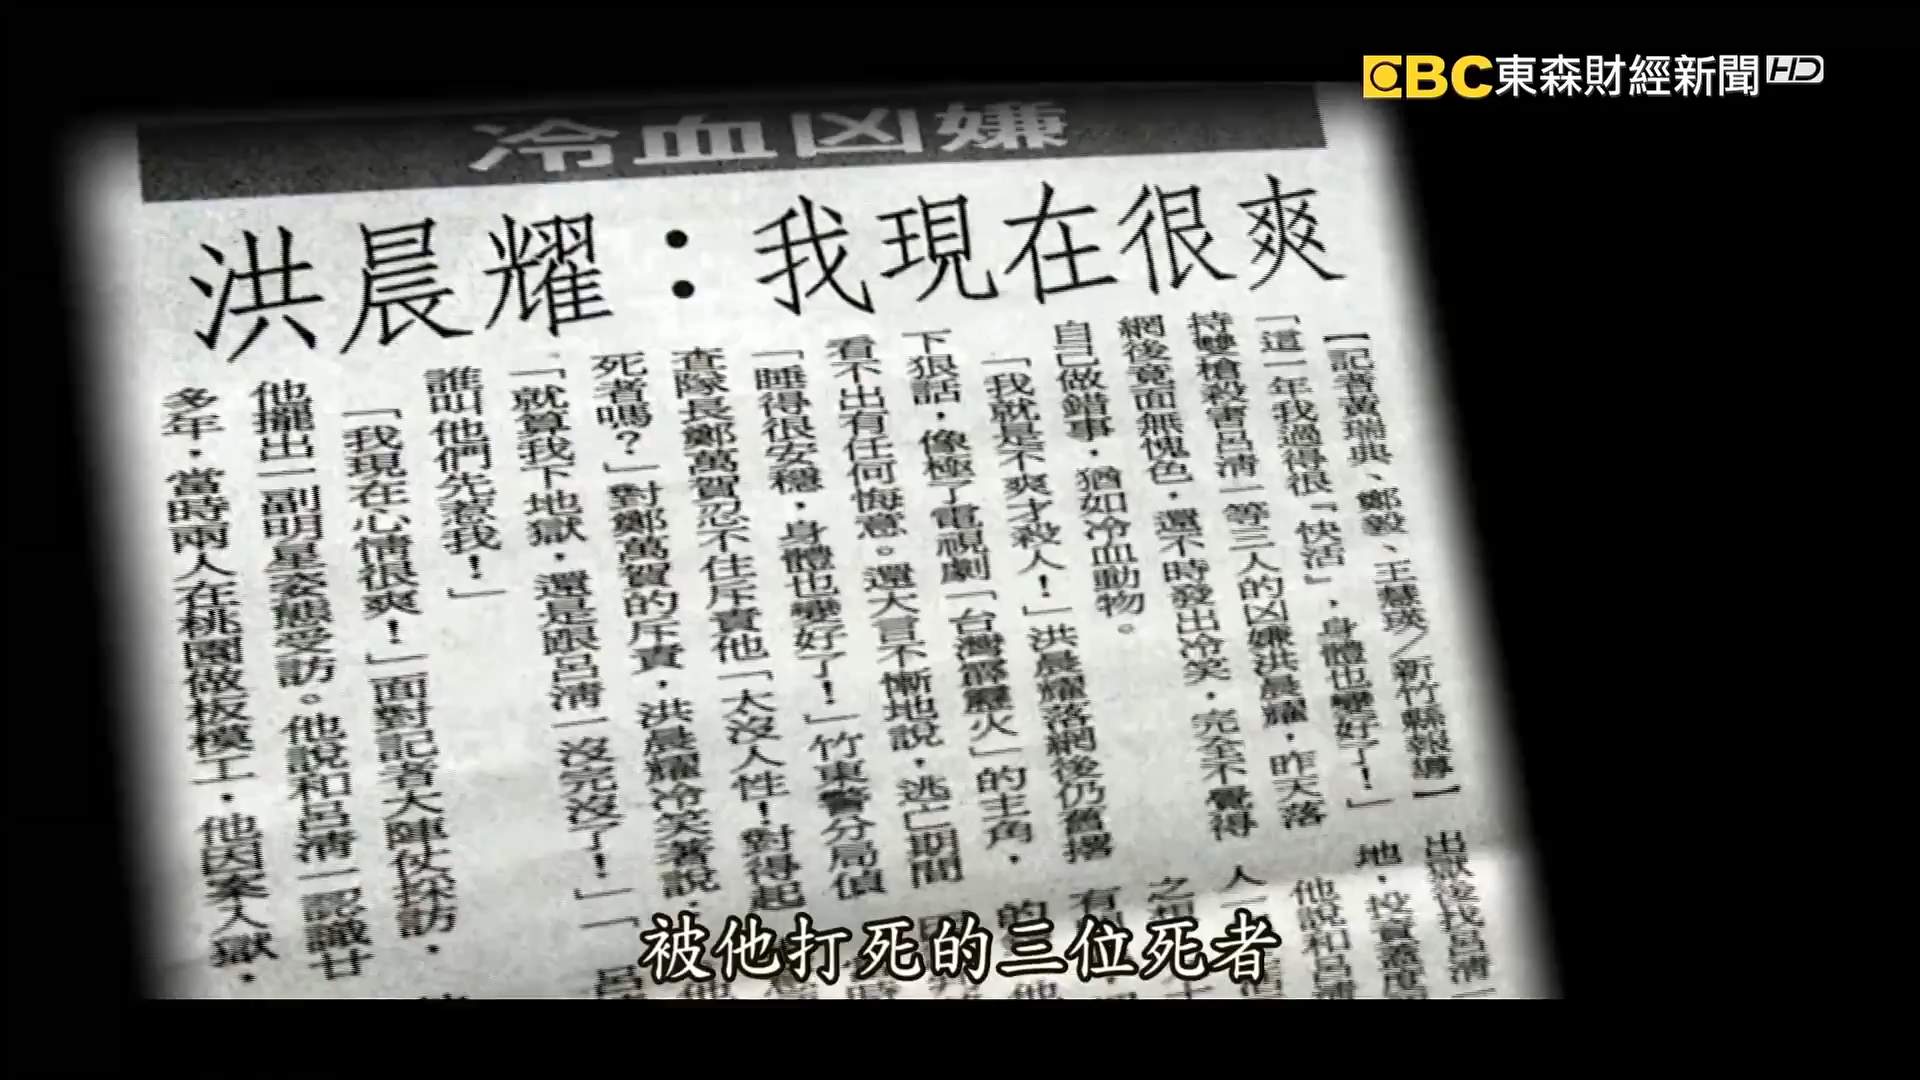 EBC東森財經新聞HD
冷血凶嫌
洪晨耀：我現在很爽
【記者黃瑞典、鄭毅、王慧瑛／新竹縣報導】
「這一年我過得很『快活』，身體也變好了！」
持雙槍殺害呂清一等三人的凶嫌洪晨耀，昨天落
網後竟面無愧色，還不時發出冷笑，完全不覺得
自己做錯事，猶如冷血動物。
「我就是不爽才殺人！」洪晨耀落網後仍舊撂
下狠話，像極了電視劇「台灣霹靂火」的主角，
看不出有任何悔意。還大言不慚地說，逃亡期間
「睡得很安穩，身體也變好了！」竹東警分局偵
查隊長鄭萬賀忍不住斥責他「太沒人性！對得起
死者嗎？」對鄭萬賀的斥責，洪晨耀冷笑著說，
「就算我下地獄，還是跟呂清一沒完沒了！」「
誰叫他們先惹我！」
「我現在心情很爽！」面對記者大陣仗採訪，
他擺出一副明星姿態受訪。他說和呂清一認識廿
多年，當時兩人在桃園做板模工，他因案入獄，
出獄後找呂清一
他說和呂清
被他打死的三位死者